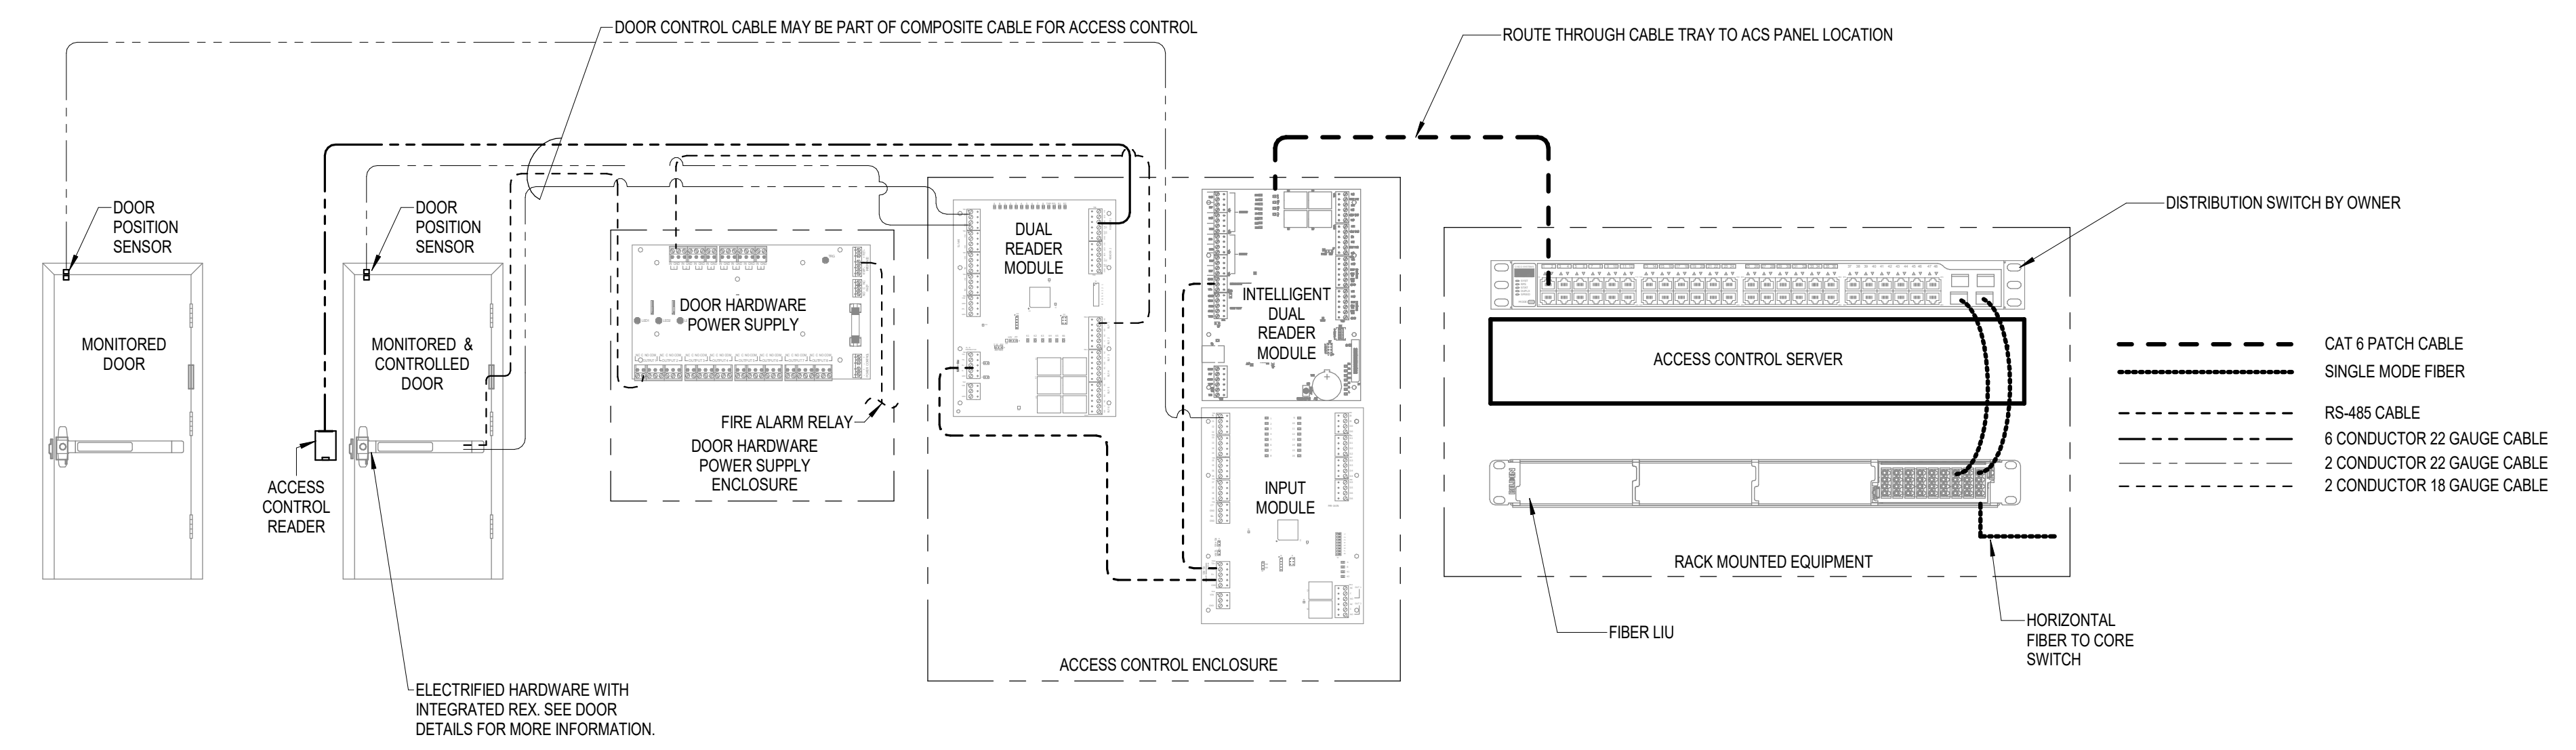 DOOR CONTROL CABLE MAY BE PART OF COMPOSITE CABLE FOR ACCESS CONTROL
ROUTE THROUGH CABLE TRAY TO ACS PANEL LOCATION
DOOR
POSITION
SENSOR
DOOR
POSITION
SENSOR
MONITORED
DOOR
MONITORED &
CONTROLLED
DOOR
ACCESS
CONTROL
READER
ELECTRIFIED HARDWARE WITH
INTEGRATED REX. SEE DOOR
DETAILS FOR MORE INFORMATION.
DOOR HARDWARE
POWER SUPPLY
FIRE ALARM RELAY
DOOR HARDWARE
POWER SUPPLY
ENCLOSURE
DUAL
READER
MODULE
INTELLIGENT
DUAL
READER
MODULE
INPUT
MODULE
ACCESS CONTROL ENCLOSURE
DISTRIBUTION SWITCH BY OWNER
ACCESS CONTROL SERVER
RACK MOUNTED EQUIPMENT
FIBER LIU
HORIZONTAL
FIBER TO CORE
SWITCH
CAT 6 PATCH CABLE
SINGLE MODE FIBER
RS-485 CABLE
6 CONDUCTOR 22 GAUGE CABLE
2 CONDUCTOR 22 GAUGE CABLE
2 CONDUCTOR 18 GAUGE CABLE